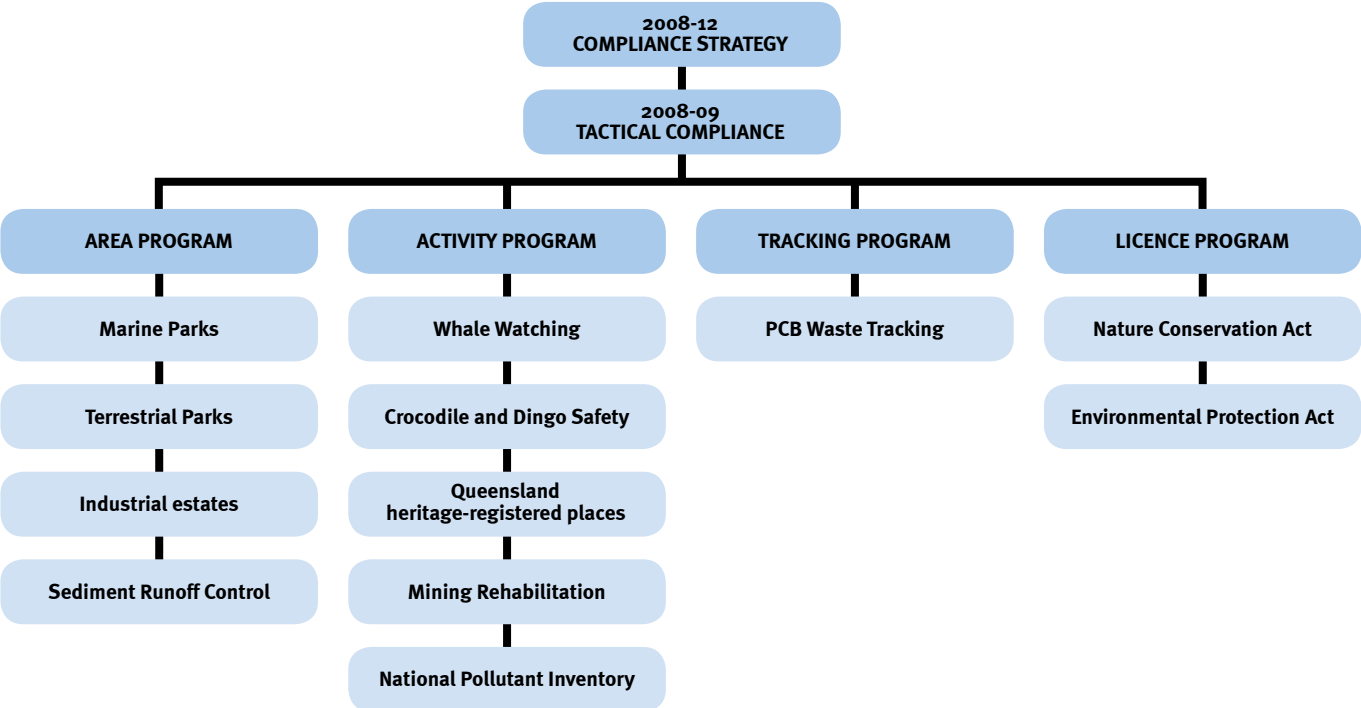 2008-12
COMPLIANCE STRATEGY
2008-09
TACTICAL COMPLIANCE
AREA PROGRAM
Marine Parks
Terrestrial Parks
Industrial estates
Sediment Runoff Control
ACTIVITY PROGRAM
Whale Watching
Crocodile and Dingo Safety
Queensland
heritage-registered places
Mining Rehabilitation
National Pollutant Inventory
TRACKING PROGRAM
PCB Waste Tracking
LICENCE PROGRAM
Nature Conservation Act
Environmental Protection Act